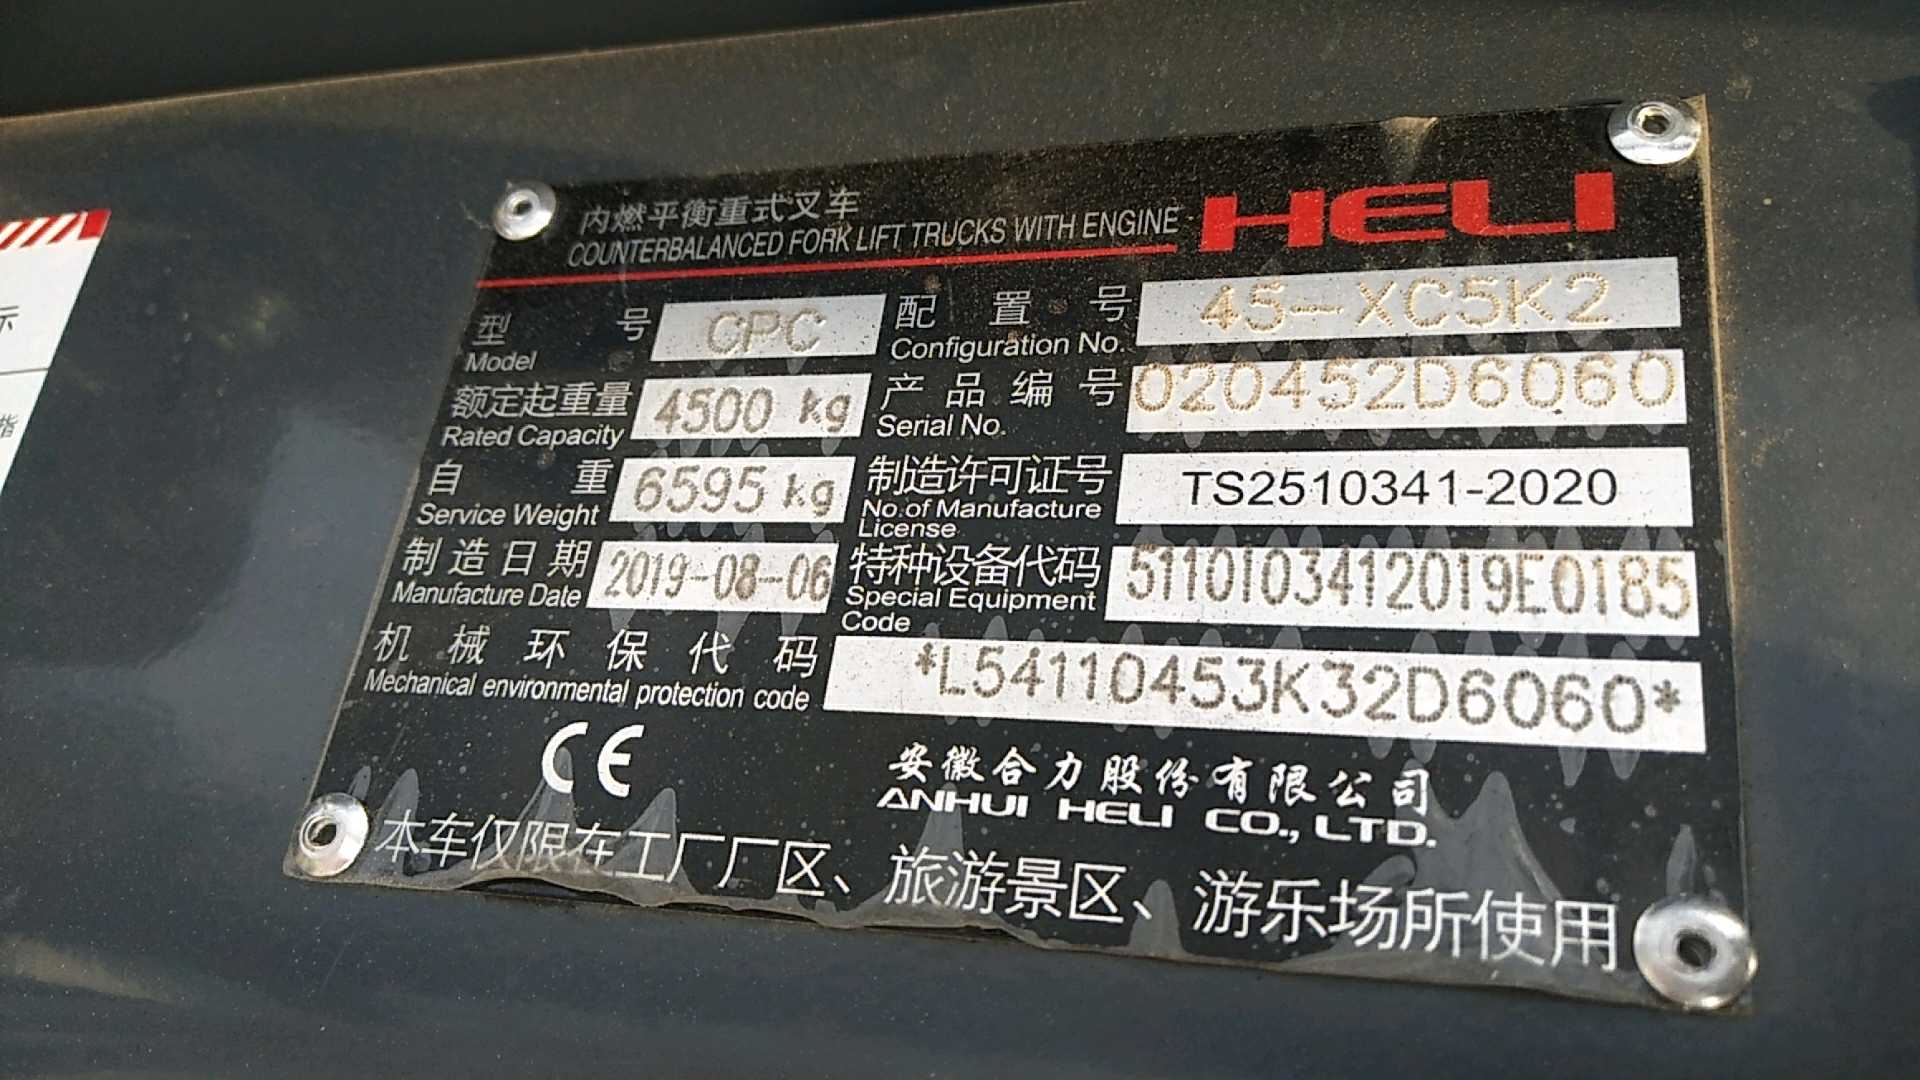 内燃平衡重式叉车
COUNTERBALANCED FORK LIFT TRUCKS WITH ENGINE
HELI
型号 CPC 配置号 45-XC5K2
Model Configuration No.
额定起重量 4500 kg 产品编号 020452D6060
Rated Capacity Serial No.
自重 6595 kg 制造许可证号 TS2510341-2020
Service Weight No.of Manufacture License
制造日期 2019-08-06 特种设备代码 5110103412019E0185
Manufacture Date Special Equipment Code
机械环保代码 *L54110453K32D6060*
Mechanical environmental protection code
CE
安徽合力股份有限公司
ANHUI HELI CO., LTD.
本车仅限在工厂厂区、旅游景区、游乐场所使用
示
指